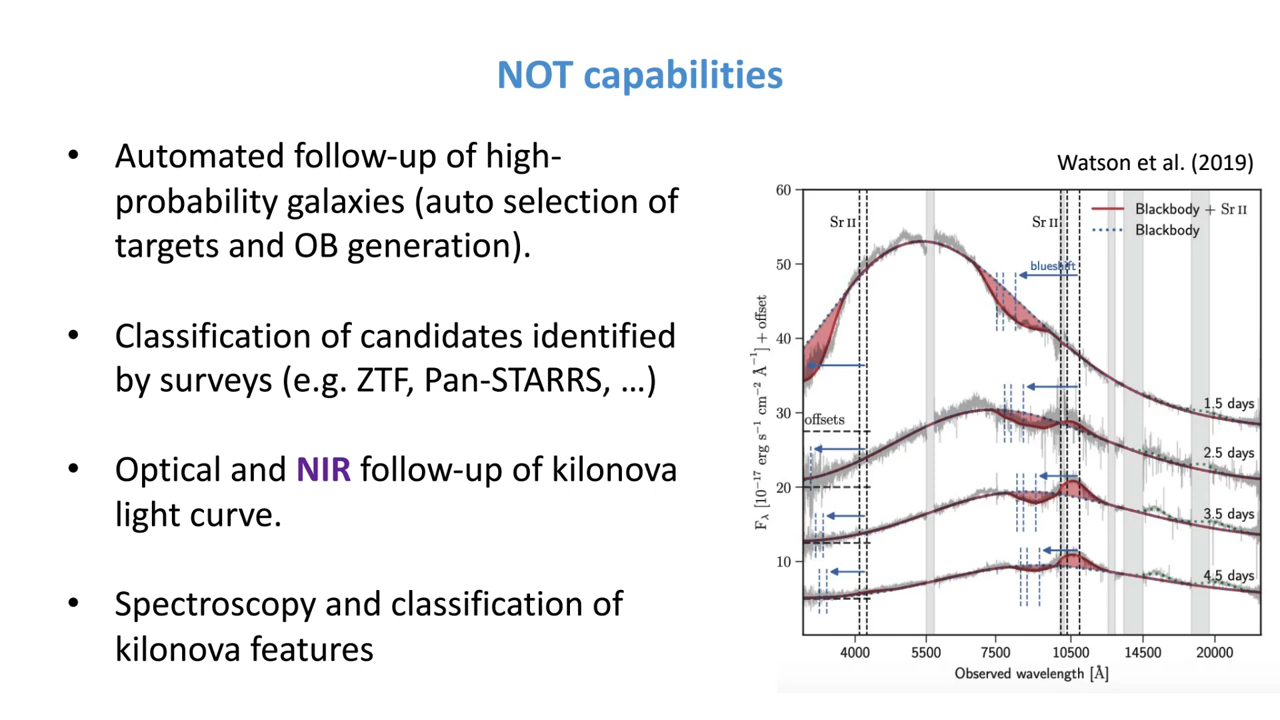 NOT capabilities
• Automated follow-up of high-
probability galaxies (auto selection of
targets and OB generation).
• Classification of candidates identified
by surveys (e.g. ZTF, Pan-STARRS, …)
• Optical and NIR follow-up of kilonova
light curve.
• Spectroscopy and classification of
kilonova features
Watson et al. (2019)
60
50
40
30
20
10
F_λ [10⁻¹⁷ erg s⁻¹ cm⁻² Å⁻¹] + offset
Sr II
Sr II
Blackbody + Sr II
Blackbody
blueshift
offsets
1.5 days
2.5 days
3.5 days
4.5 days
4000 5500 7500 10500 14500 20000
Observed wavelength [Å]